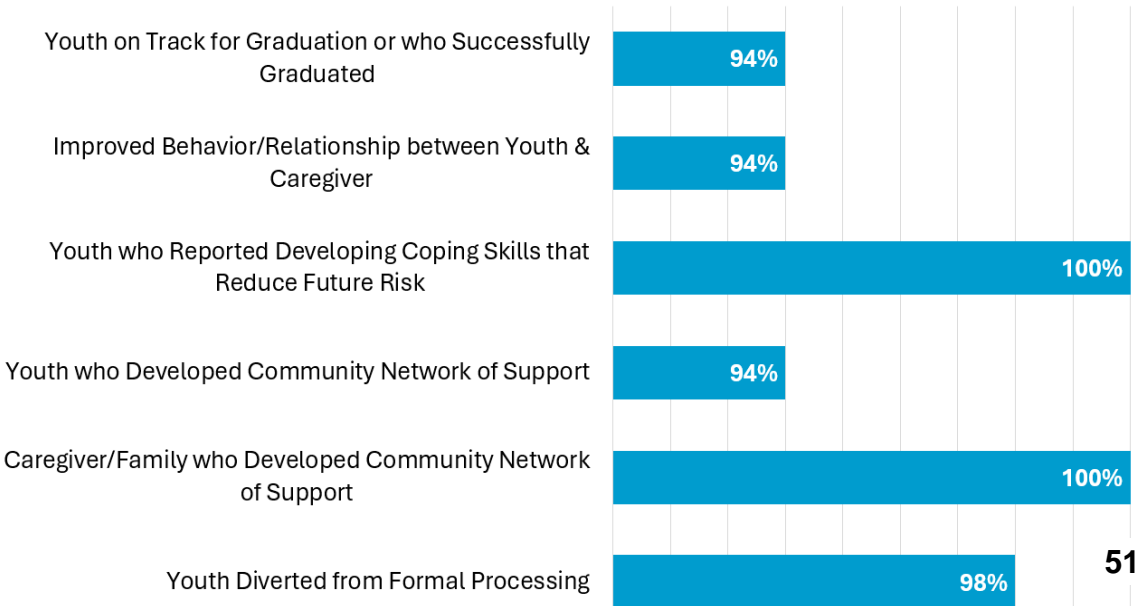 Youth on Track for Graduation or who Successfully
Graduated
94%
Improved Behavior/Relationship between Youth &
Caregiver
94%
Youth who Reported Developing Coping Skills that
Reduce Future Risk
100%
Youth who Developed Community Network of Support
94%
Caregiver/Family who Developed Community Network
of Support
100%
Youth Diverted from Formal Processing
98%
51